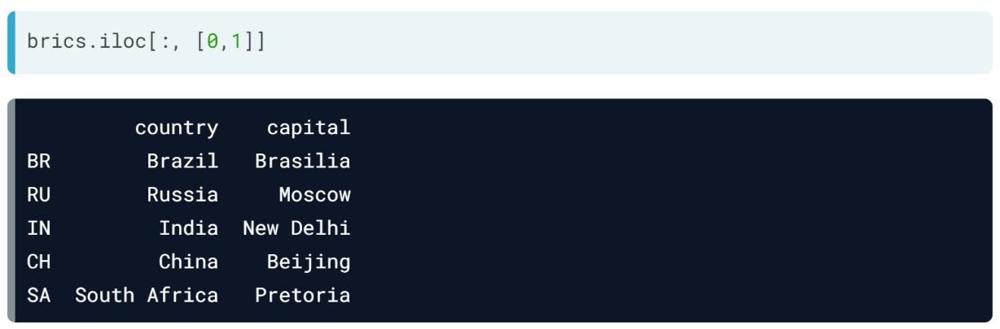 brics.iloc[:, [0,1]]
country capital
BR Brazil Brasilia
RU Russia Moscow
IN India New Delhi
CH China Beijing
SA South Africa Pretoria